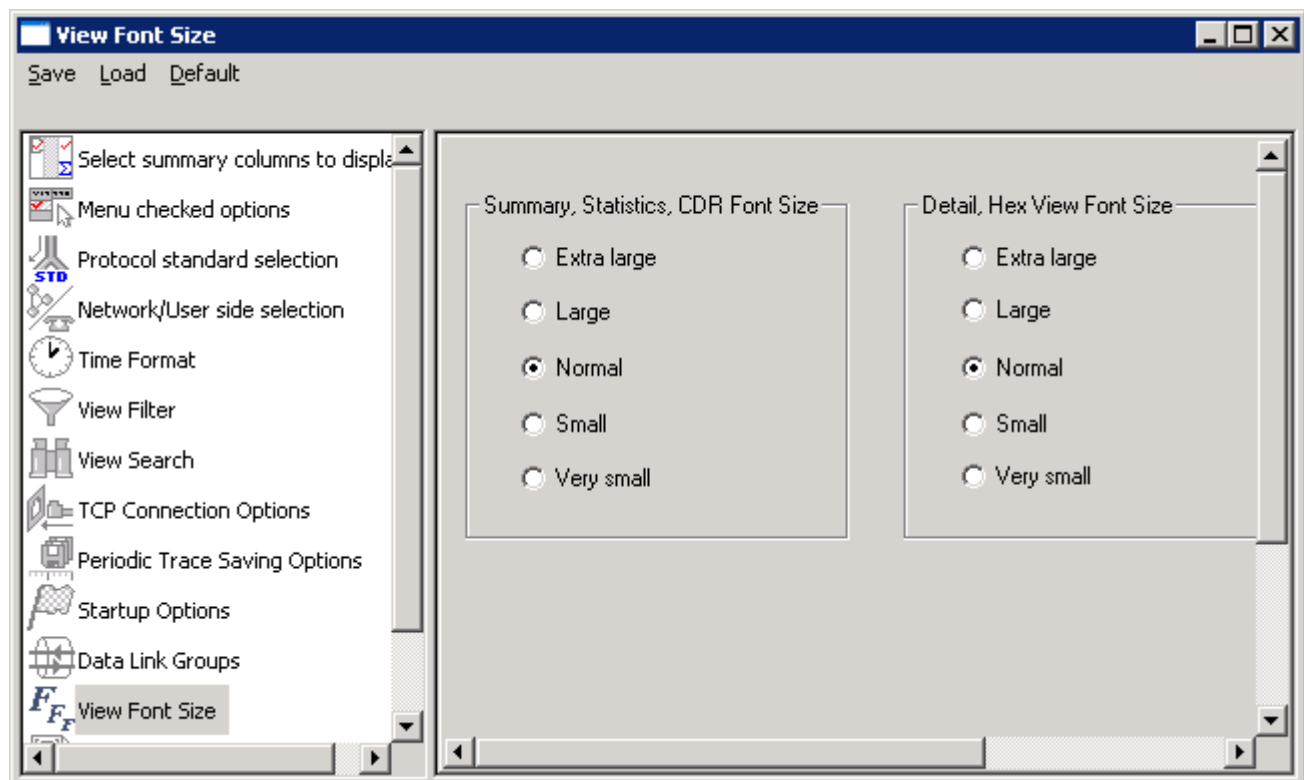 View Font Size
Save Load Default
Select summary columns to displa
Menu checked options
Protocol standard selection
STD
Network/User side selection
Time Format
View Filter
View Search
TCP Connection Options
Periodic Trace Saving Options
Startup Options
Data Link Groups
View Font Size
Summary, Statistics, CDR Font Size
Extra large
Large
Normal
Small
Very small
Detail, Hex View Font Size
Extra large
Large
Normal
Small
Very small